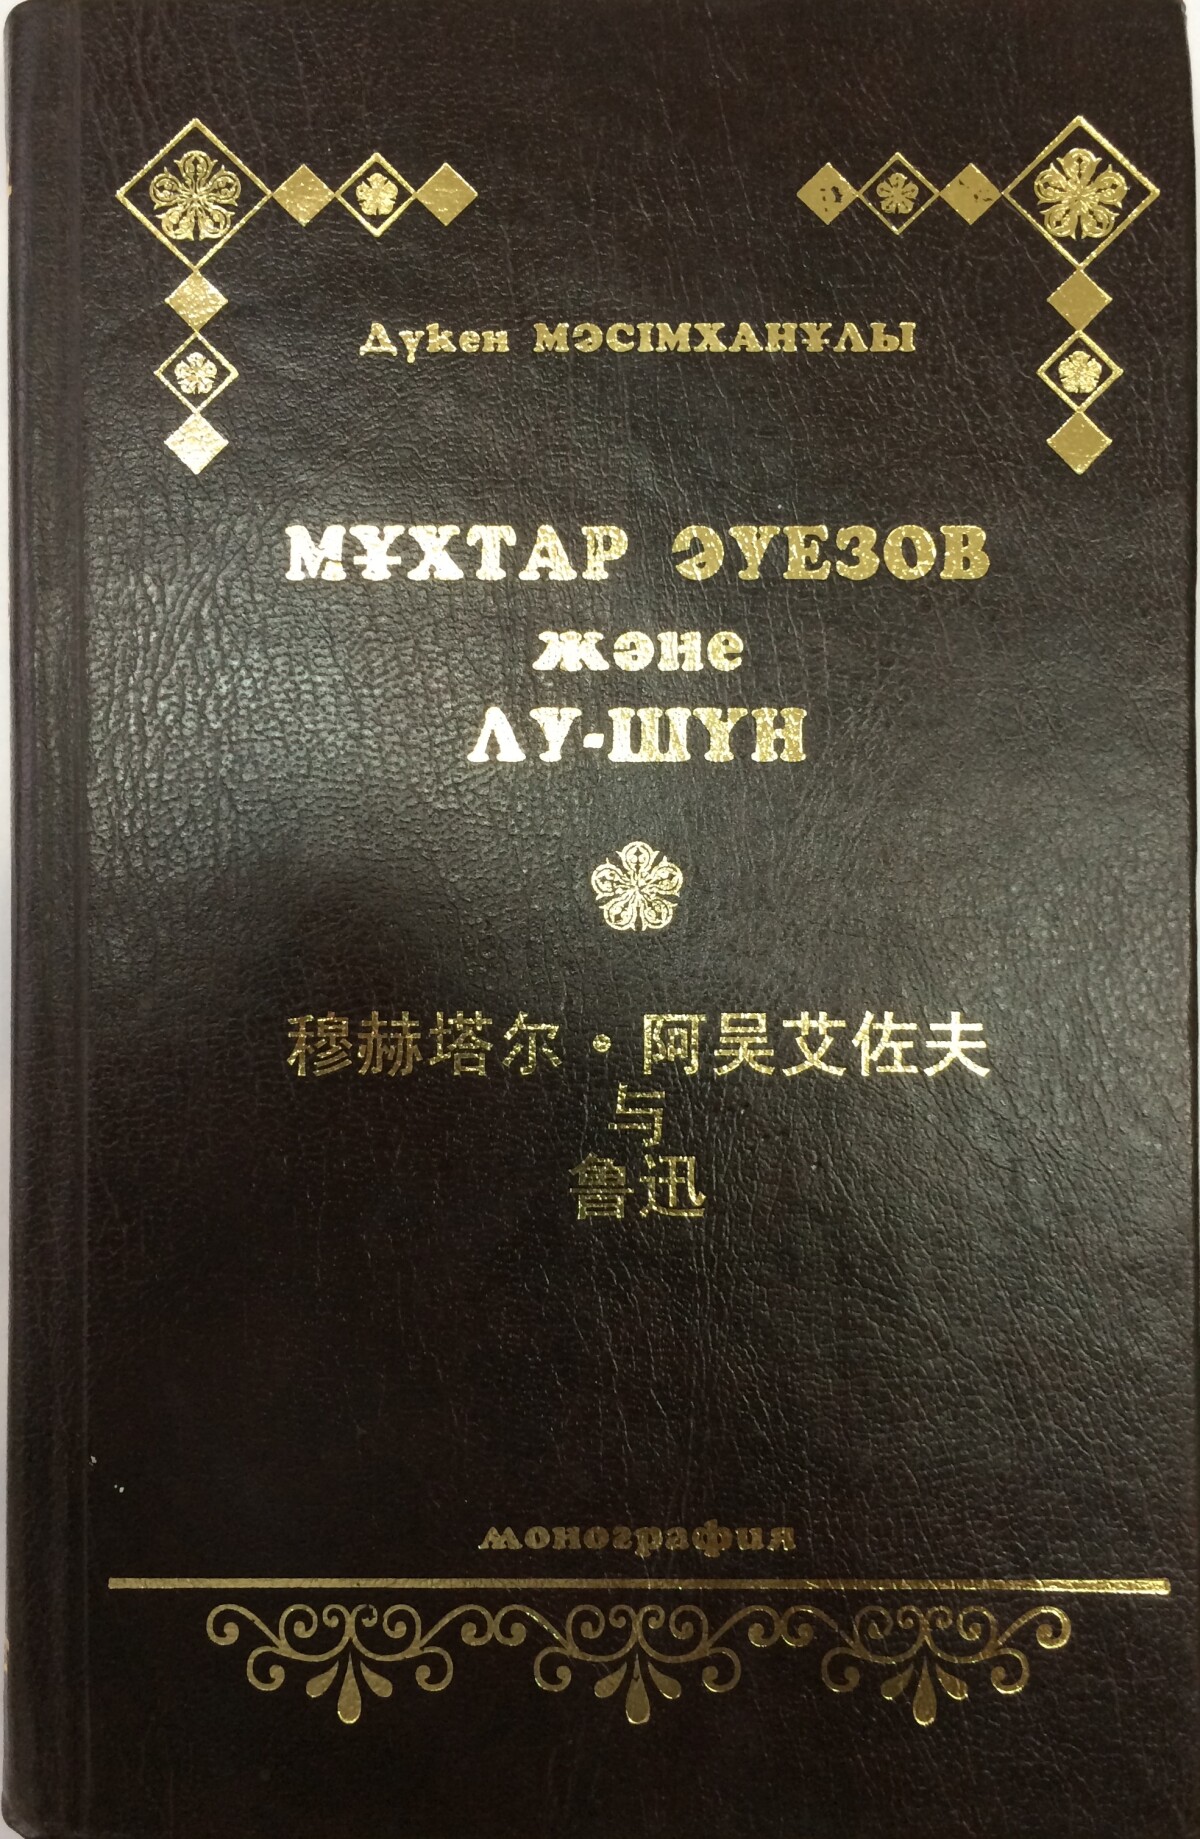 Дүкен МӘСІМХАНҰЛЫ
МҰХТАР ӘУЕЗОВ
және
ЛУ-ШҮН
穆赫塔尔·阿吴艾佐夫
与
鲁迅
монография